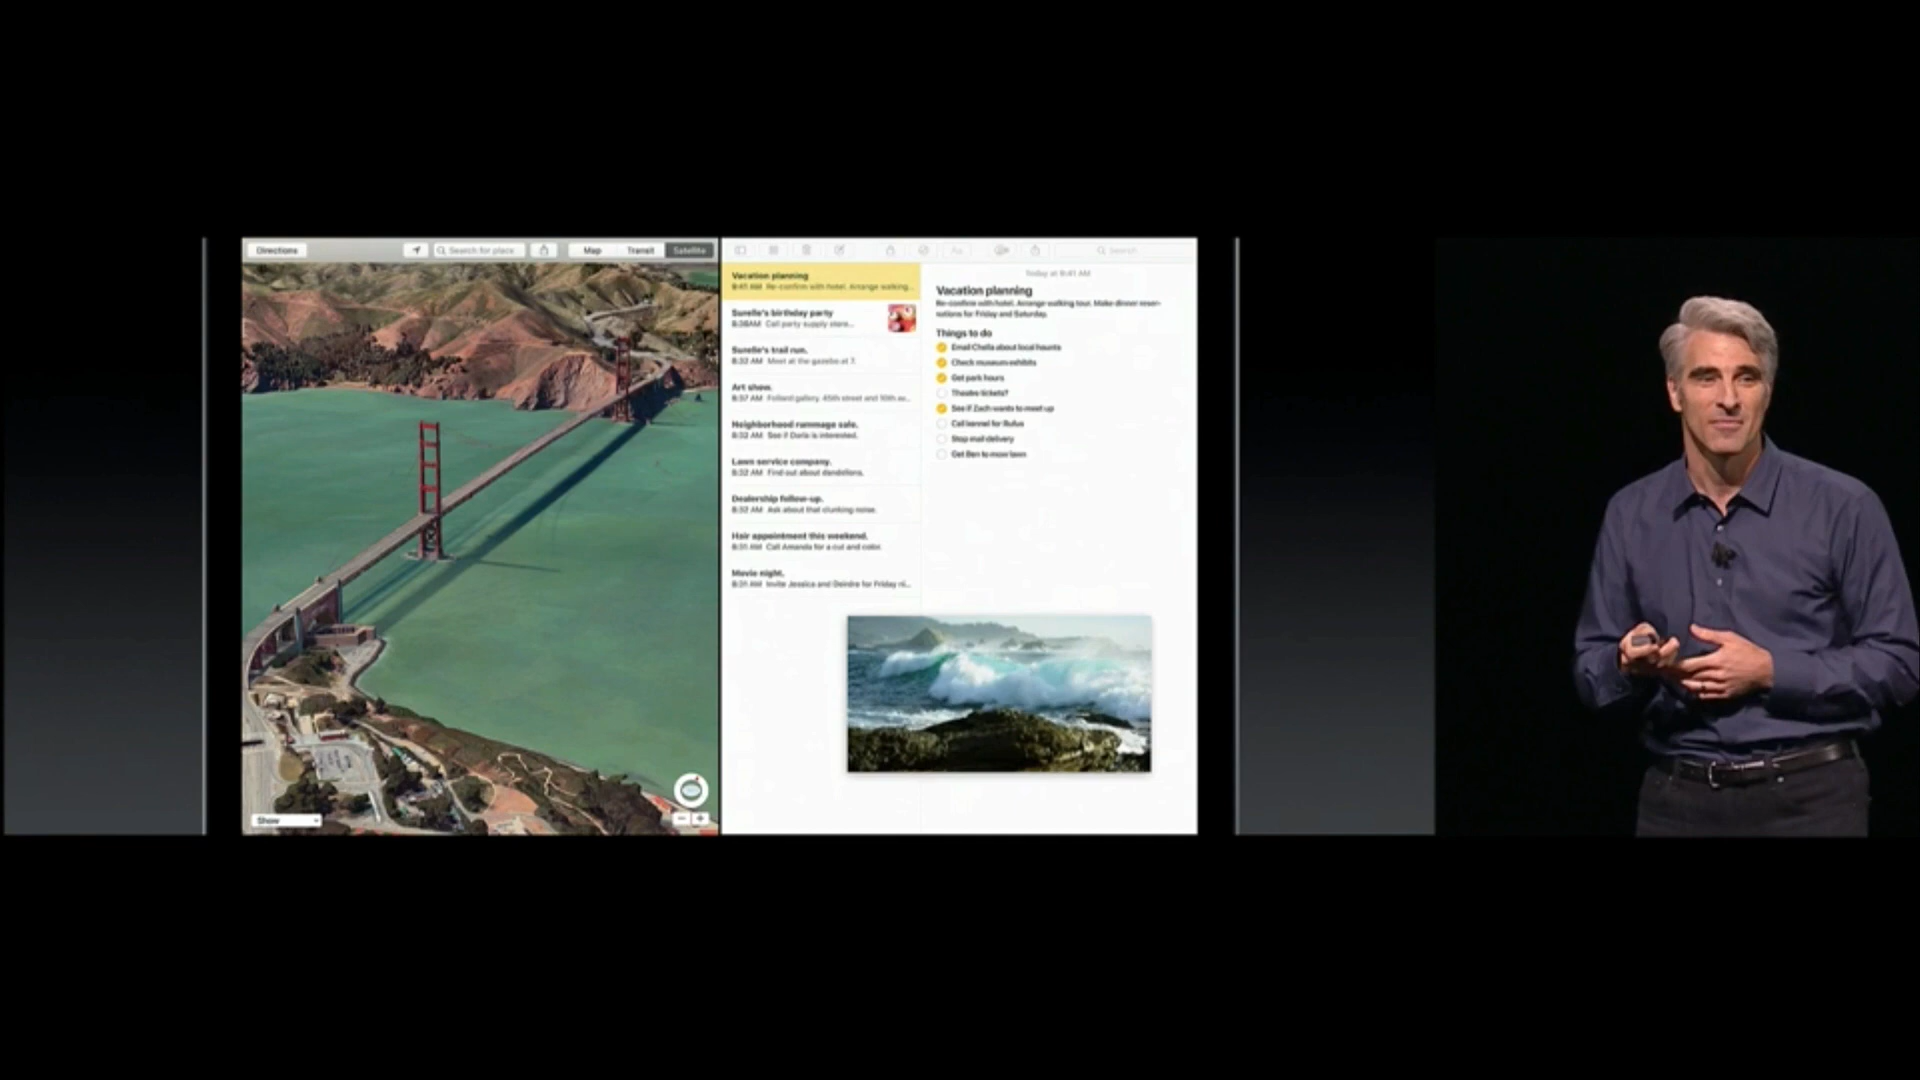 Directions
Search for place
Map
Transit
Satellite
Show
Search
Vacation planning
9:41 AM Re-confirm with hotel. Arrange walking...
Surelle's birthday party
8:38AM Call party supply store...
Surelle's trail run.
8:32 AM Meet at the gazebo at 7.
Art show.
8:37 AM Folliard gallery. 45th street and 10th av...
Neighborhood rummage sale.
8:32 AM See if Daria is interested.
Lawn service company.
8:32 AM Find out about dandelions.
Dealership follow-up.
8:32 AM Ask about that clunking noise.
Hair appointment this weekend.
8:31 AM Call Amanda for a cut and color.
Movie night.
8:31 AM Invite Jessica and Deirdre for Friday ni...
Today at 9:41 AM
Vacation planning
Re-confirm with hotel. Arrange walking tour. Make dinner reser-
vations for Friday and Saturday.
Things to do
Email Chella about local haunts
Check museum exhibits
Get park hours
Theatre tickets?
See if Zach wants to meet up
Call kennel for Rufus
Stop mail delivery
Get Ben to mow lawn